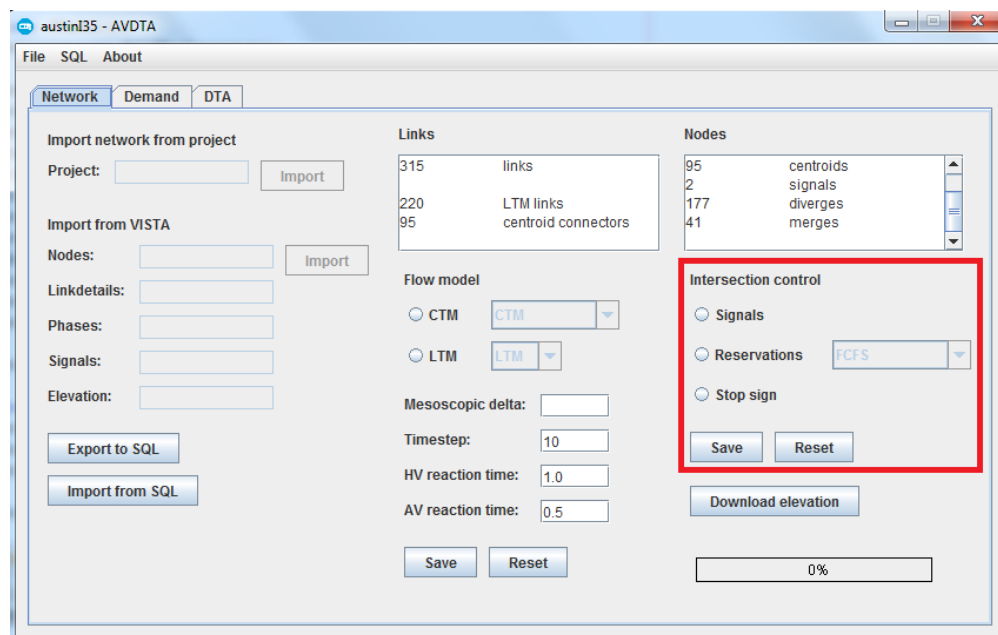 austinI35 - AVDTA
File SQL About
Network Demand DTA
Import network from project
Project: Import
Import from VISTA
Nodes: Import
Linkdetails:
Phases:
Signals:
Elevation:
Export to SQL
Import from SQL
Links
315 links
220 LTM links
95 centroid connectors
Flow model
CTM CTM
LTM LTM
Mesoscopic delta:
Timestep: 10
HV reaction time: 1.0
AV reaction time: 0.5
Save Reset
Nodes
95 centroids
2 signals
177 diverges
41 merges
Intersection control
Signals
Reservations FCFS
Stop sign
Save Reset
Download elevation
0%